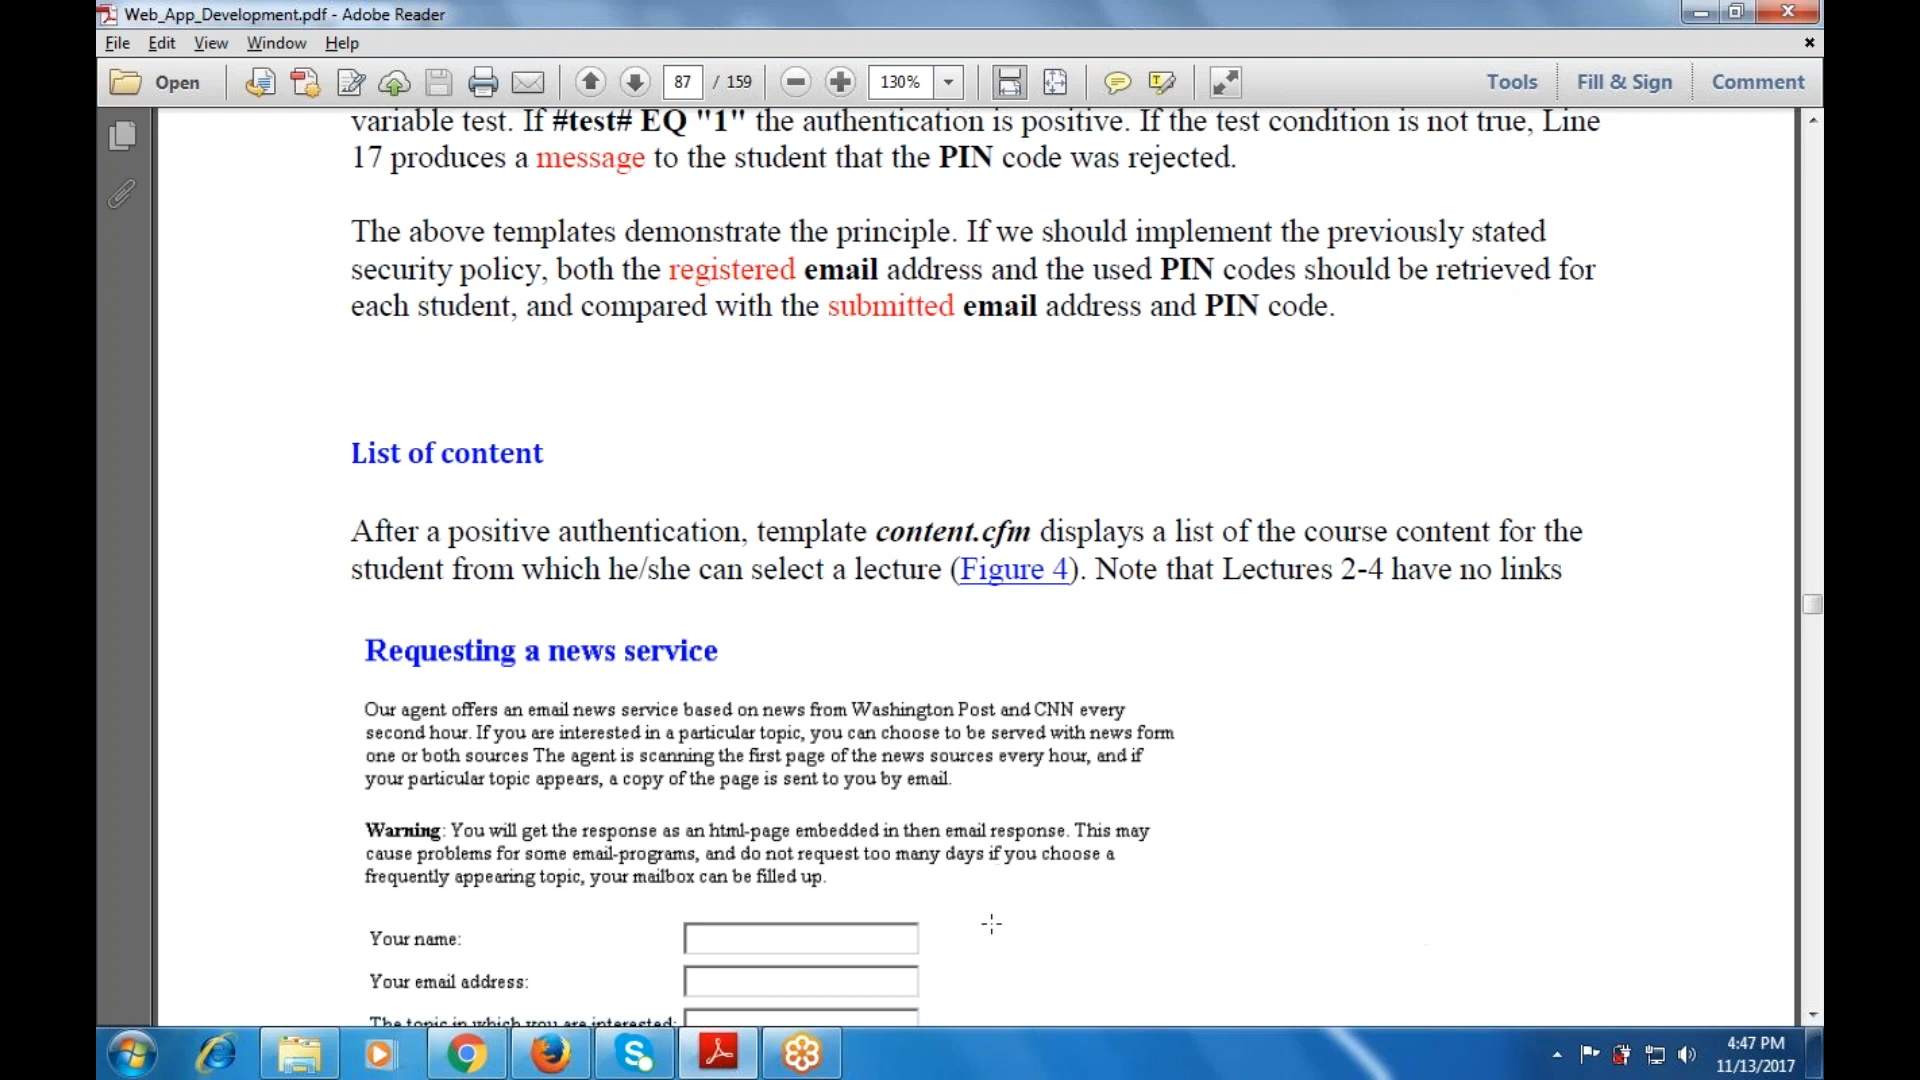 Web_App_Development.pdf - Adobe Reader
File Edit View Window Help
Open 87 / 159 130% Tools Fill & Sign Comment
variable test. If #test# EQ "1" the authentication is positive. If the test condition is not true, Line
17 produces a message to the student that the PIN code was rejected.
The above templates demonstrate the principle. If we should implement the previously stated
security policy, both the registered email address and the used PIN codes should be retrieved for
each student, and compared with the submitted email address and PIN code.
List of content
After a positive authentication, template content.cfm displays a list of the course content for the
student from which he/she can select a lecture (Figure 4). Note that Lectures 2-4 have no links
Requesting a news service
Our agent offers an email news service based on news from Washington Post and CNN every
second hour. If you are interested in a particular topic, you can choose to be served with news form
one or both sources The agent is scanning the first page of the news sources every hour, and if
your particular topic appears, a copy of the page is sent to you by email.
Warning: You will get the response as an html-page embedded in then email response. This may
cause problems for some email-programs, and do not request too many days if you choose a
frequently appearing topic, your mailbox can be filled up.
Your name:
Your email address:
The topic in which you are interested:
4:47 PM
11/13/2017